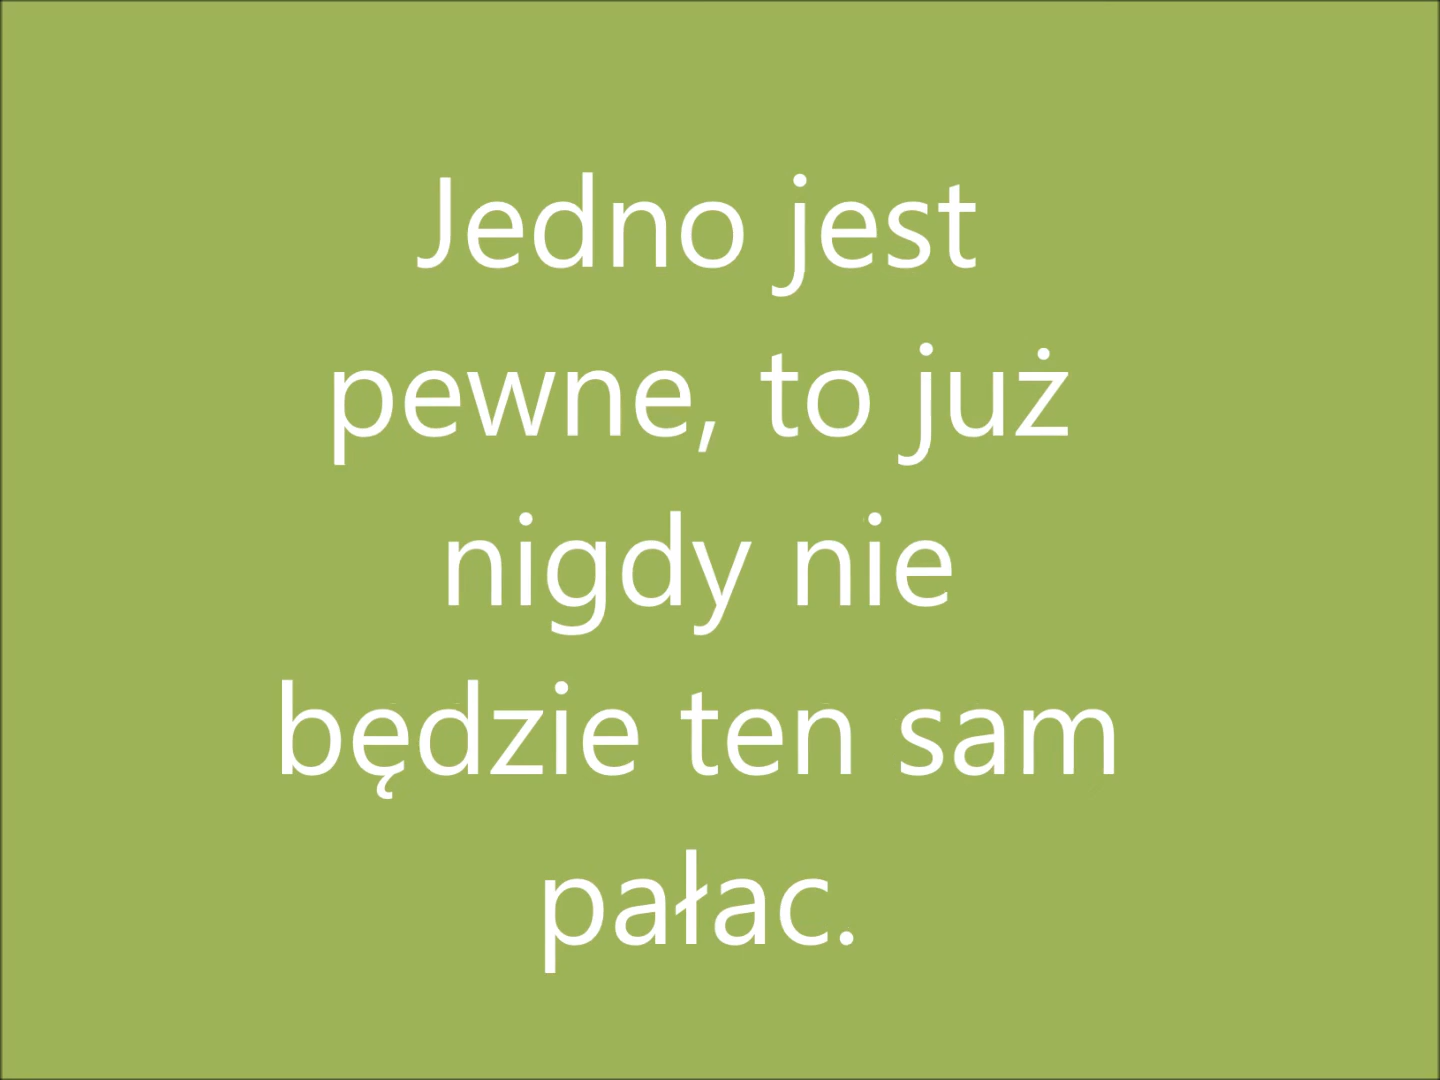 Jedno jest
pewne, to już
nigdy nie
będzie ten sam
pałac.